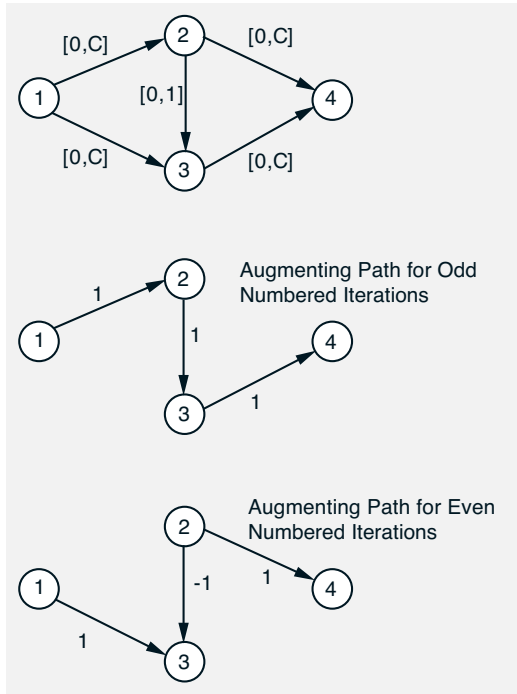 [0,C]
2
[0,C]
1
[0,1]
4
[0,C]
3
[0,C]
2
Augmenting Path for Odd
Numbered Iterations
1
1
1
4
3
1
2
Augmenting Path for Even
Numbered Iterations
1
-1
1
4
1
3